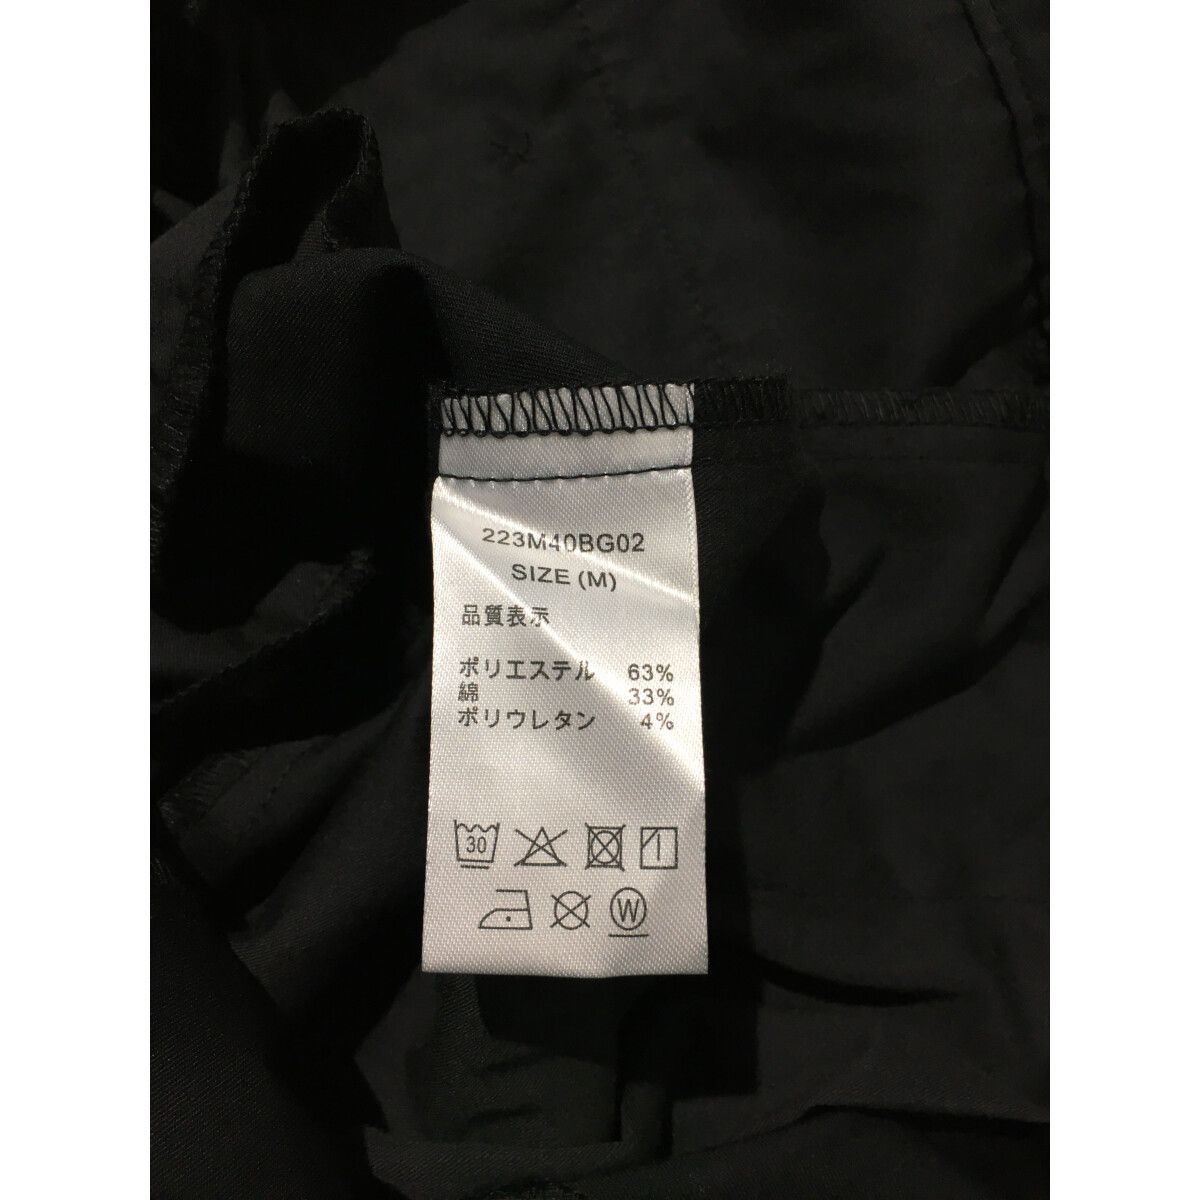 223M40BG02
SIZE (M)
品質表示
ポリエステル 63%
綿 33%
ポリウレタン 4%
30
W